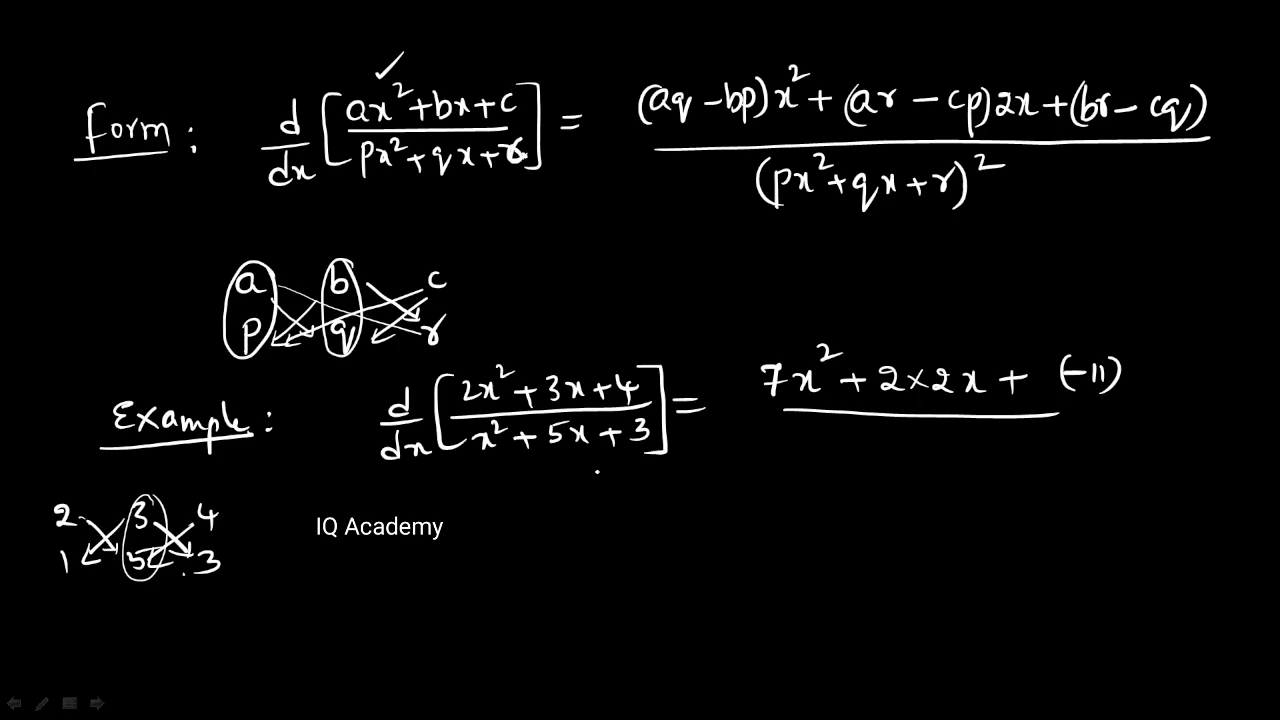 Form : d/dx [ax² + bx + c / px² + qx + r] = (aq - bp)x² + (ar - cp)2x + (br - cq) / (px² + qx + r)²
a b c
p q r
Example : d/dx [2x² + 3x + 4 / x² + 5x + 3] = 7x² + 2×2x + (-11)
2 3 4
1 5 3
IQ Academy